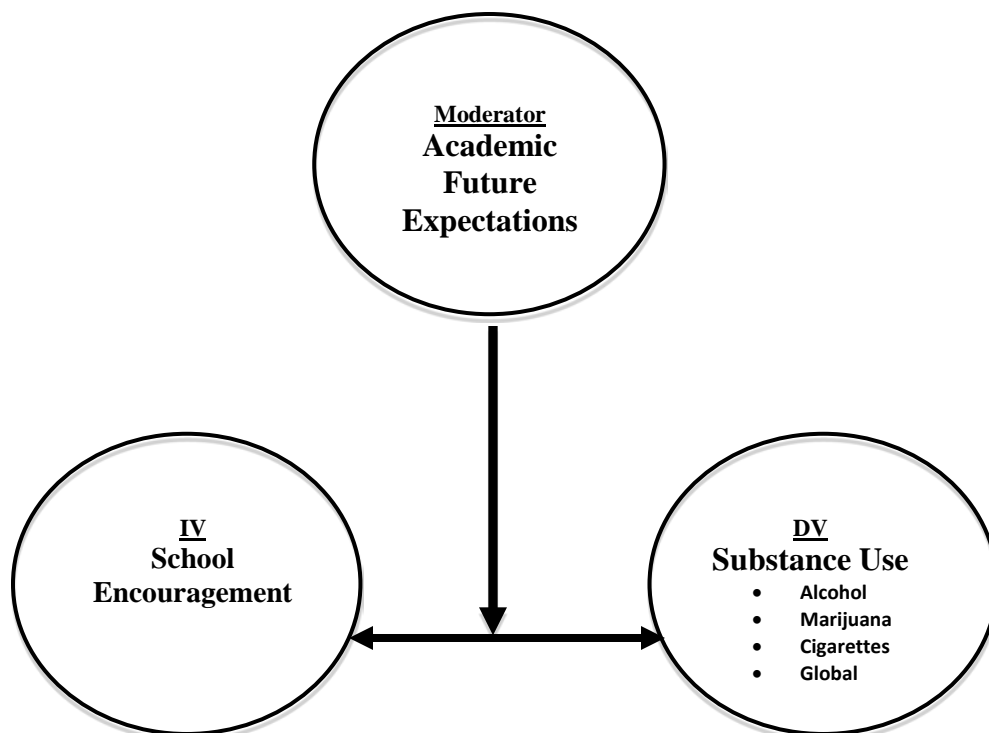 Moderator
Academic
Future
Expectations
IV
School
Encouragement
DV
Substance Use
• Alcohol
• Marijuana
• Cigarettes
• Global